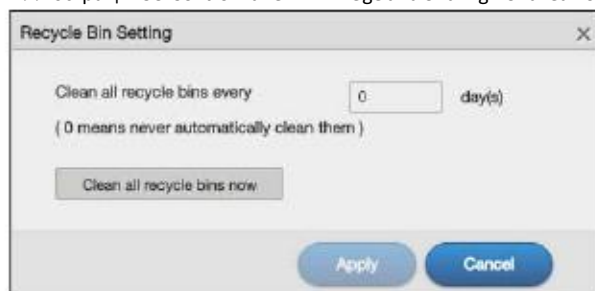 Recycle Bin Setting
Clean all recycle bins every 0 day(s)
( 0 means never automatically clean them )
Clean all recycle bins now
Apply Cancel